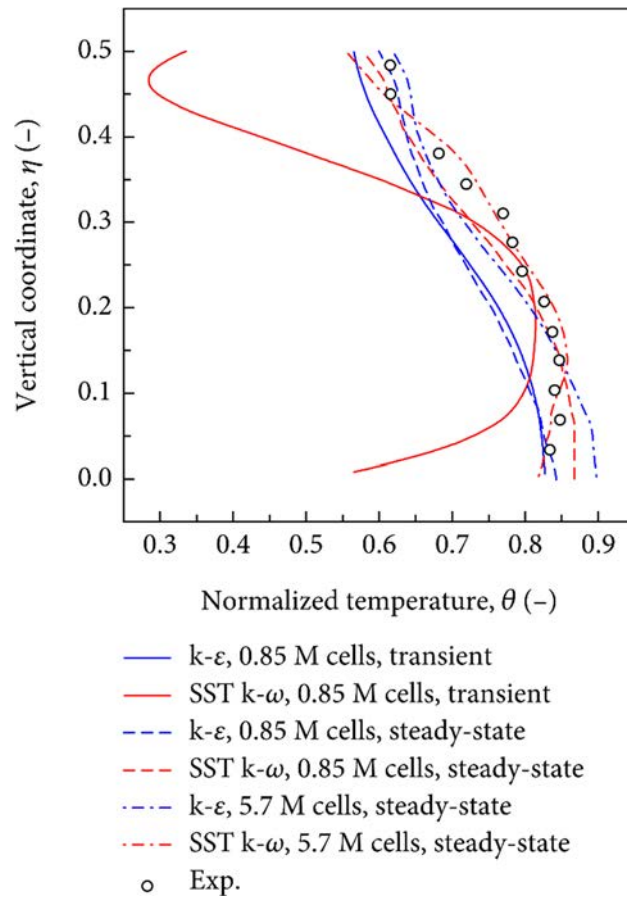 0.5
0.4
0.3
0.2
0.1
0.0
Vertical coordinate, η (–)
0.3 0.4 0.5 0.6 0.7 0.8 0.9
Normalized temperature, θ (–)
k-ε, 0.85 M cells, transient
SST k-ω, 0.85 M cells, transient
k-ε, 0.85 M cells, steady-state
SST k-ω, 0.85 M cells, steady-state
k-ε, 5.7 M cells, steady-state
SST k-ω, 5.7 M cells, steady-state
Exp.